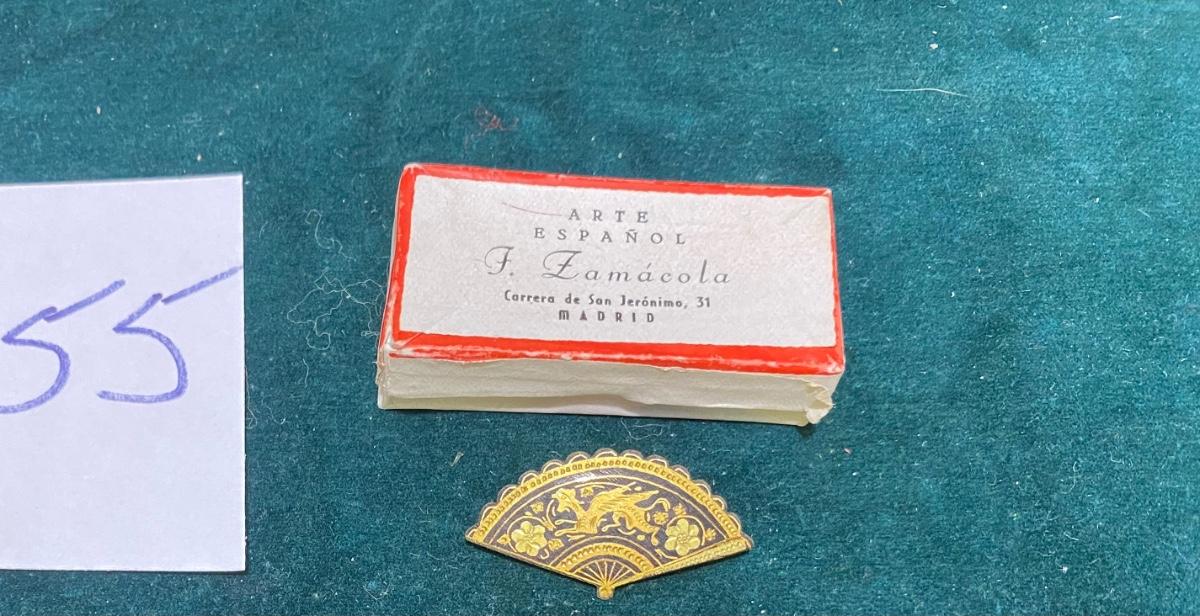 55
ARTE
ESPAÑOL
F. Zamácola
Carrera de San Jerónimo, 31
MADRID